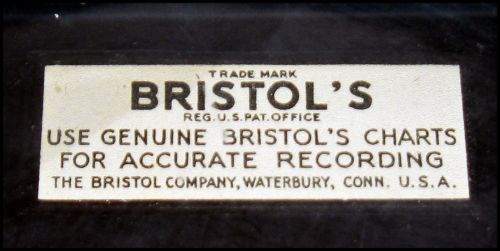 TRADE MARK
BRISTOL'S
REG. U.S. PAT. OFFICE
USE GENUINE BRISTOL'S CHARTS
FOR ACCURATE RECORDING
THE BRISTOL COMPANY, WATERBURY, CONN. U.S.A.